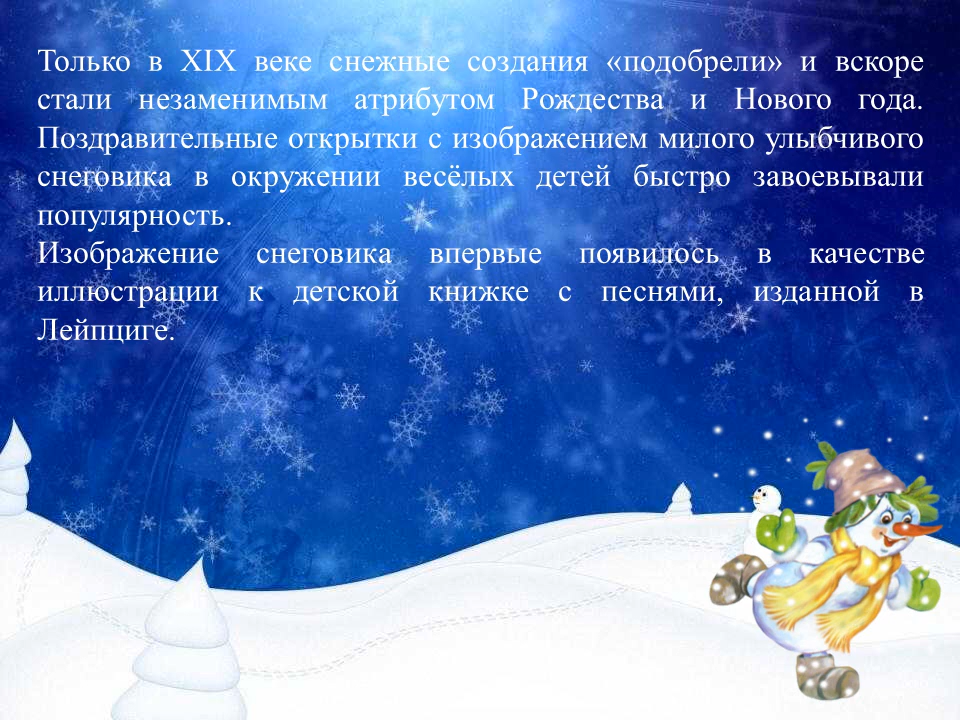 Только в XIX веке снежные создания «подобрели» и вскоре
стали незаменимым атрибутом Рождества и Нового года.
Поздравительные открытки с изображением милого улыбчивого
снеговика в окружении весёлых детей быстро завоевывали
популярность.
Изображение снеговика впервые появилось в качестве
иллюстрации к детской книжке с песнями, изданной в
Лейпциге.